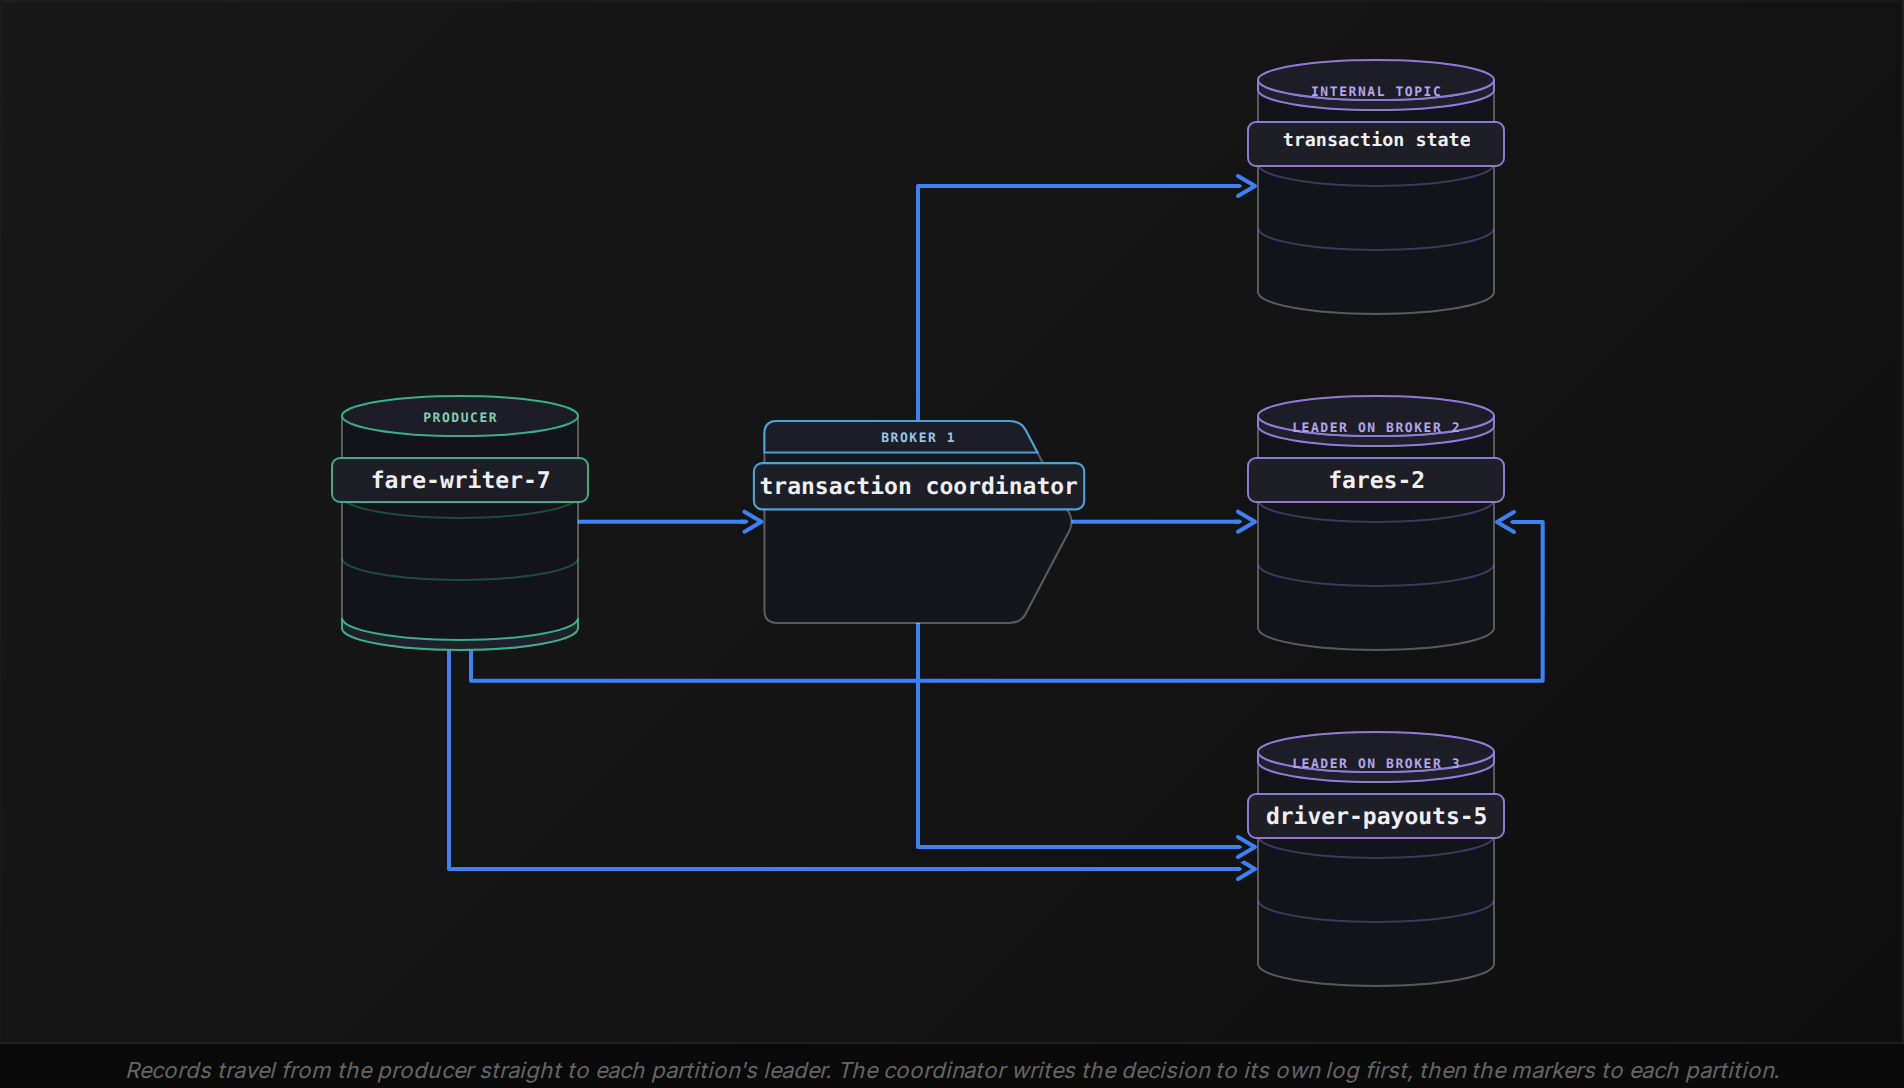 INTERNAL TOPIC
transaction state
PRODUCER
fare-writer-7
BROKER 1
transaction coordinator
LEADER ON BROKER 2
fares-2
LEADER ON BROKER 3
driver-payouts-5
Records travel from the producer straight to each partition's leader. The coordinator writes the decision to its own log first, then the markers to each partition.